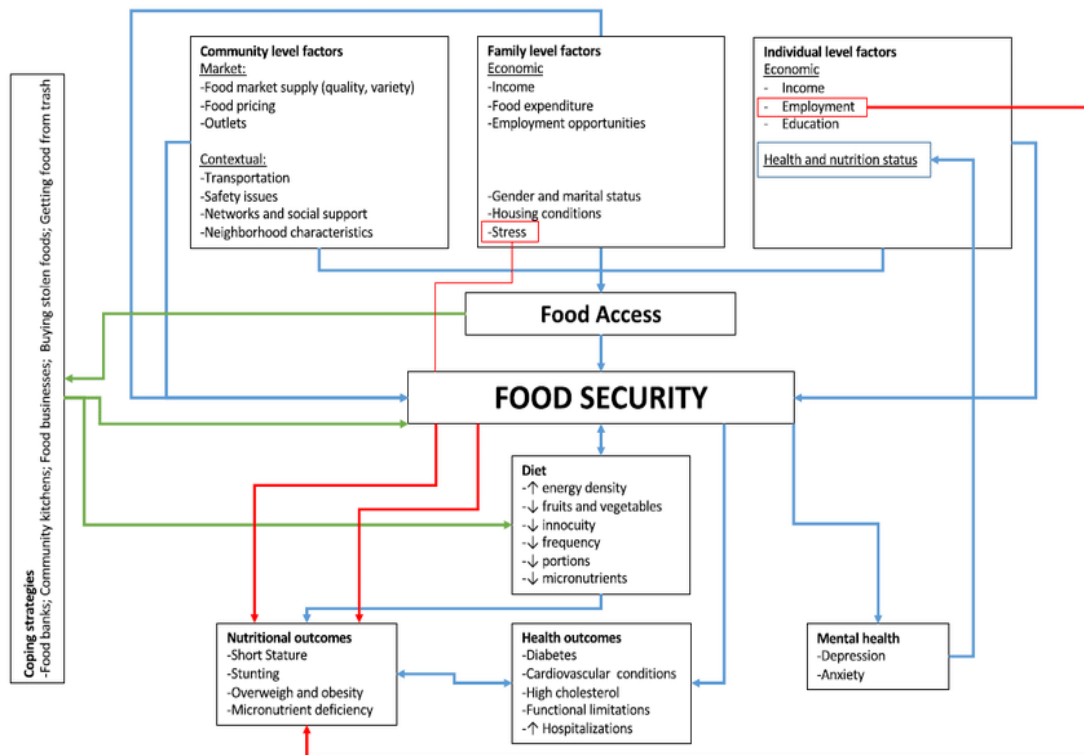 Community level factors
Market:
-Food market supply (quality, variety)
-Food pricing
-Outlets
Contextual:
-Transportation
-Safety issues
-Networks and social support
-Neighborhood characteristics
Family level factors
Economic
-Income
-Food expenditure
-Employment opportunities
-Gender and marital status
-Housing conditions
-Stress
Individual level factors
Economic
- Income
- Employment
- Education
Health and nutrition status
Coping strategies
-Food banks; Community kitchens; Food businesses; Buying stolen foods; Getting food from trash
Food Access
FOOD SECURITY
Diet
-↑ energy density
-↓ fruits and vegetables
-↓ innocuity
-↓ frequency
-↓ portions
-↓ micronutrients
Nutritional outcomes
-Short Stature
-Stunting
-Overweigh and obesity
-Micronutrient deficiency
Health outcomes
-Diabetes
-Cardiovascular conditions
-High cholesterol
-Functional limitations
-↑ Hospitalizations
Mental health
-Depression
-Anxiety